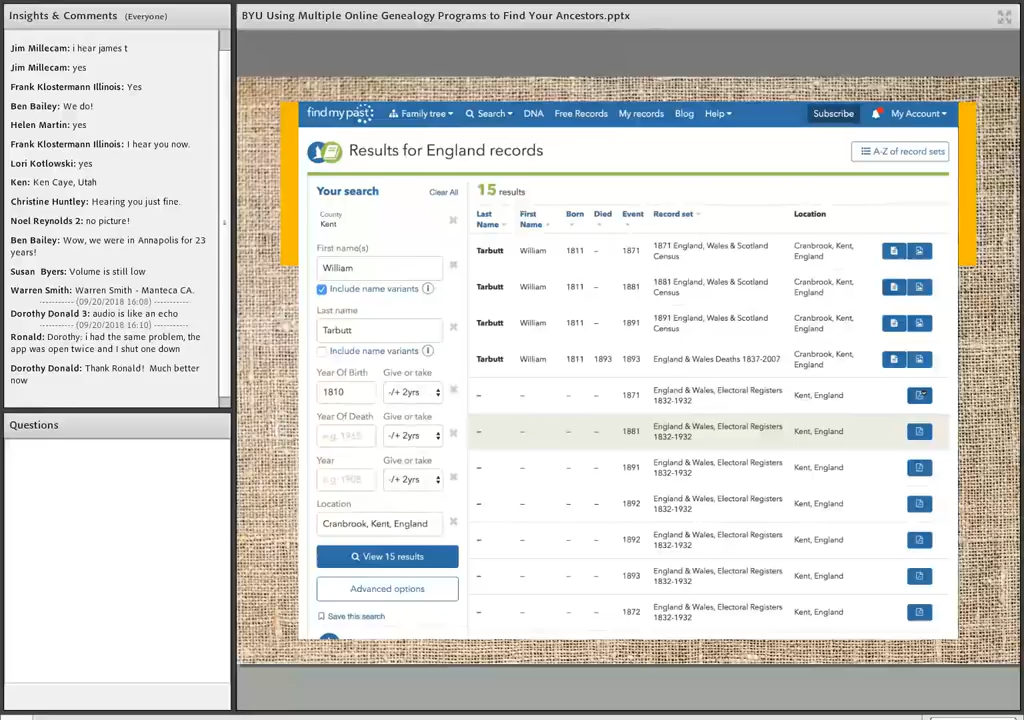 Insights & Comments (Everyone)
Jim Millecam: i hear james t
Jim Millecam: yes
Frank Klostermann Illinois: Yes
Ben Bailey: We do!
Helen Martin: yes
Frank Klostermann Illinois: I hear you now.
Lori Kotlowski: yes
Ken: Ken Caye, Utah
Christine Huntley: Hearing you just fine.
Noel Reynolds 2: no picture!
Ben Bailey: Wow, we were in Annapolis for 23
years!
Susan Byers: Volume is still low
Warren Smith: Warren Smith - Manteca CA.
----------- (09/20/2018 16:08) -----------
Dorothy Donald 3: audio is like an echo
----------- (09/20/2018 16:10) -----------
Ronald: Dorothy: i had the same problem, the
app was open twice and I shut one down
Dorothy Donald: Thank Ronald! Much better
now
Questions
BYU Using Multiple Online Genealogy Programs to Find Your Ancestors.pptx
findmypast Family tree Search DNA Free Records My records Blog Help Subscribe My Account
Results for England records
A-Z of record sets
Your search Clear All
County
Kent
First name(s)
William
Include name variants i
Last name
Tarbutt
Include name variants i
Year Of Birth Give or take
1810 -/+ 2yrs
Year Of Death Give or take
e.g. 1965 -/+ 2yrs
Year Give or take
e.g. 1908 -/+ 2yrs
Location
Cranbrook, Kent, England
View 15 results
Advanced options
Save this search
15 results
Last Name First Name Born Died Event Record set Location
Tarbutt William 1811 – 1871 1871 England, Wales & Scotland Census Cranbrook, Kent, England
Tarbutt William 1811 – 1881 1881 England, Wales & Scotland Census Cranbrook, Kent, England
Tarbutt William 1811 – 1891 1891 England, Wales & Scotland Census Cranbrook, Kent, England
Tarbutt William 1811 1893 1893 England & Wales Deaths 1837-2007 Cranbrook, Kent, England
– – – – 1871 England & Wales, Electoral Registers 1832-1932 Kent, England
– – – – 1881 England & Wales, Electoral Registers 1832-1932 Kent, England
– – – – 1891 England & Wales, Electoral Registers 1832-1932 Kent, England
– – – – 1892 England & Wales, Electoral Registers 1832-1932 Kent, England
– – – – 1892 England & Wales, Electoral Registers 1832-1932 Kent, England
– – – – 1893 England & Wales, Electoral Registers 1832-1932 Kent, England
– – – – 1872 England & Wales, Electoral Registers 1832-1932 Kent, England